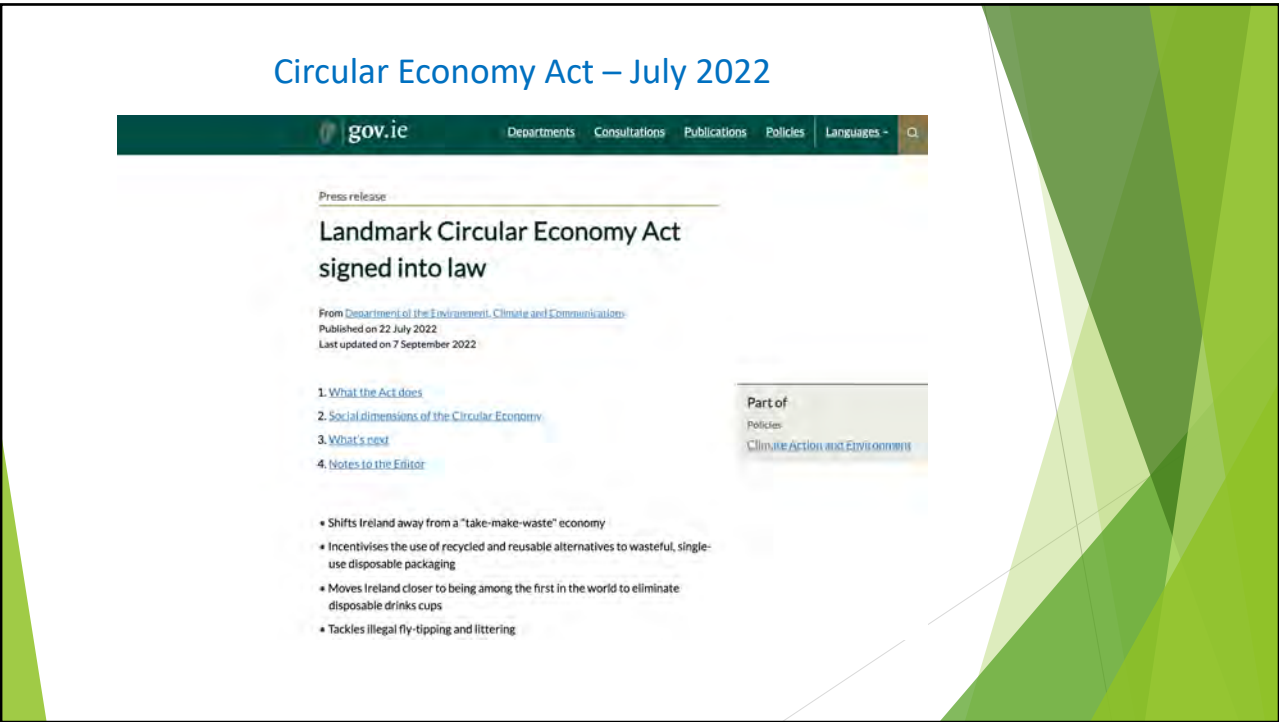 Circular Economy Act – July 2022
gov.ie
Departments Consultations Publications Policies Languages
Press release
Landmark Circular Economy Act
signed into law
From Department of the Environment, Climate and Communications
Published on 22 July 2022
Last updated on 7 September 2022
1. What the Act does
2. Social dimensions of the Circular Economy
3. What's next
4. Notes to the Editor
Part of
Policies
Climate Action and Environment
• Shifts Ireland away from a "take-make-waste" economy
• Incentivises the use of recycled and reusable alternatives to wasteful, single-
use disposable packaging
• Moves Ireland closer to being among the first in the world to eliminate
disposable drinks cups
• Tackles illegal fly-tipping and littering